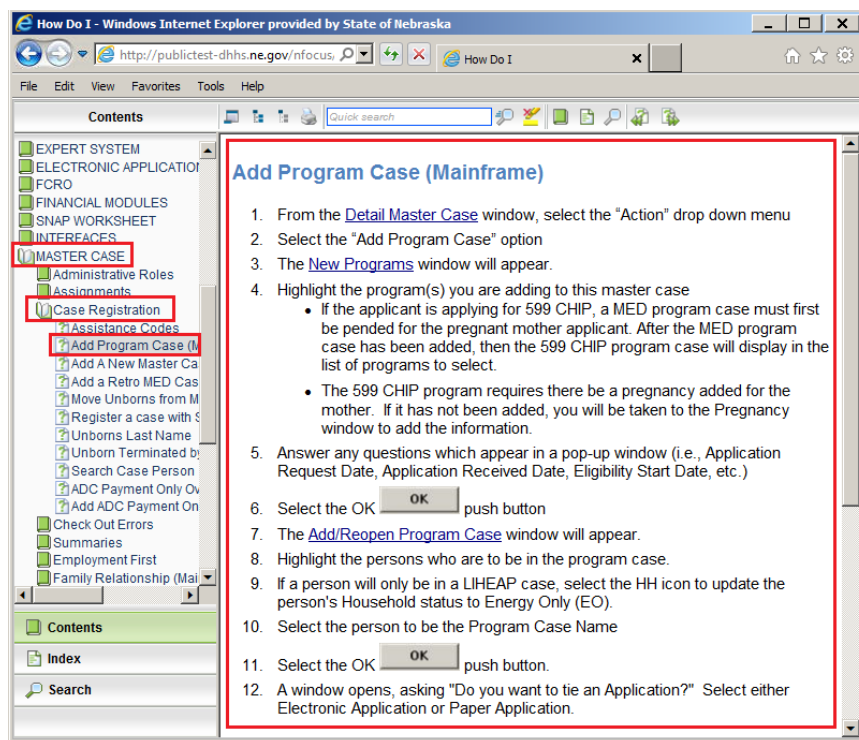 How Do I - Windows Internet Explorer provided by State of Nebraska
http://publictest-dhhs.ne.gov/nfocus,
How Do I
File Edit View Favorites Tools Help
Contents
Quick search
EXPERT SYSTEM
ELECTRONIC APPLICATION
FCRO
FINANCIAL MODULES
SNAP WORKSHEET
INTERFACES
MASTER CASE
Administrative Roles
Assignments
Case Registration
Assistance Codes
Add Program Case (M
Add A New Master Ca
Add a Retro MED Cas
Move Unborns from M
Register a case with S
Unborns Last Name
Unborn Terminated by
Search Case Person
ADC Payment Only Ov
Add ADC Payment On
Check Out Errors
Summaries
Employment First
Family Relationship (Mai
Contents
Index
Search
Add Program Case (Mainframe)
1. From the Detail Master Case window, select the “Action” drop down menu
2. Select the “Add Program Case” option
3. The New Programs window will appear.
4. Highlight the program(s) you are adding to this master case
• If the applicant is applying for 599 CHIP, a MED program case must first
be pended for the pregnant mother applicant. After the MED program
case has been added, then the 599 CHIP program case will display in the
list of programs to select.
• The 599 CHIP program requires there be a pregnancy added for the
mother. If it has not been added, you will be taken to the Pregnancy
window to add the information.
5. Answer any questions which appear in a pop-up window (i.e., Application
Request Date, Application Received Date, Eligibility Start Date, etc.)
6. Select the OK OK push button
7. The Add/Reopen Program Case window will appear.
8. Highlight the persons who are to be in the program case.
9. If a person will only be in a LIHEAP case, select the HH icon to update the
person's Household status to Energy Only (EO).
10. Select the person to be the Program Case Name
11. Select the OK OK push button.
12. A window opens, asking "Do you want to tie an Application?" Select either
Electronic Application or Paper Application.